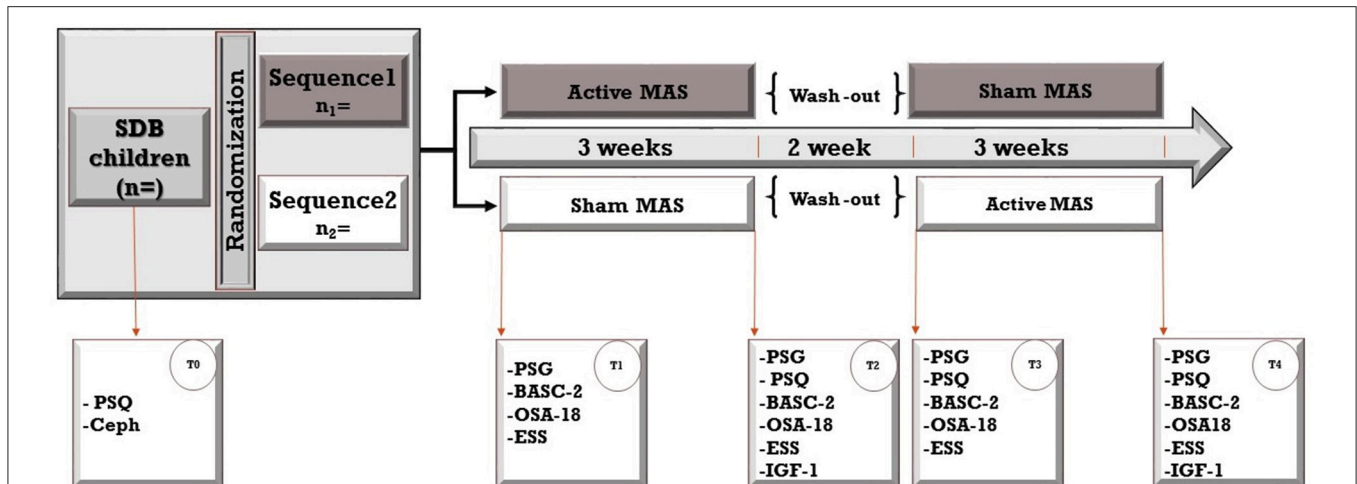 SDB
children
(n=)
Randomization
Sequence1
n₁=
Sequence2
n₂=
Active MAS
{ Wash-out }
Sham MAS
3 weeks
2 week
3 weeks
Sham MAS
{ Wash-out }
Active MAS
T0
- PSQ
-Ceph
T1
-PSG
-BASC-2
-OSA-18
-ESS
T2
-PSG
- PSQ
-BASC-2
-OSA-18
-ESS
-IGF-1
T3
-PSG
-PSQ
-BASC-2
-OSA-18
-ESS
T4
-PSG
-PSQ
-BASC-2
-OSA18
-ESS
-IGF-1